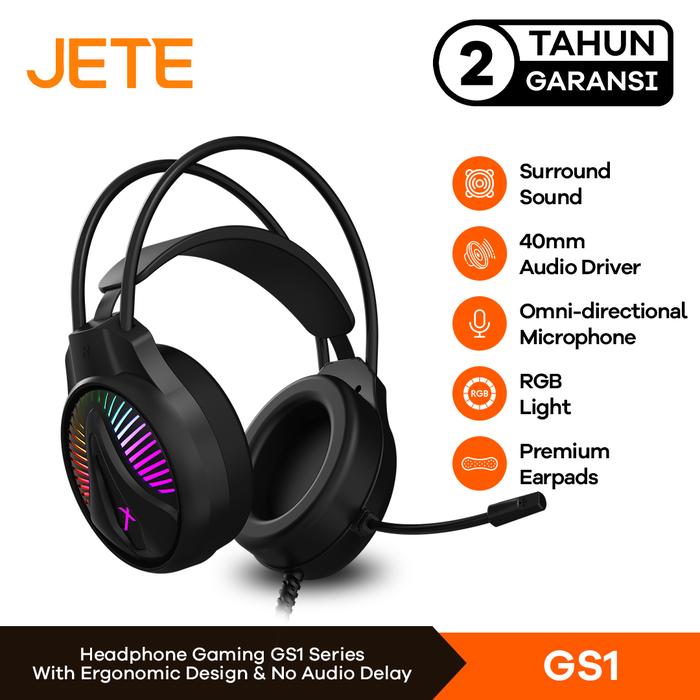 JETE
2 TAHUN
GARANSI
Surround
Sound
40mm
Audio Driver
Omni-directional
Microphone
RGB
RGB
Light
Premium
Earpads
Headphone Gaming GS1 Series
With Ergonomic Design & No Audio Delay
GS1